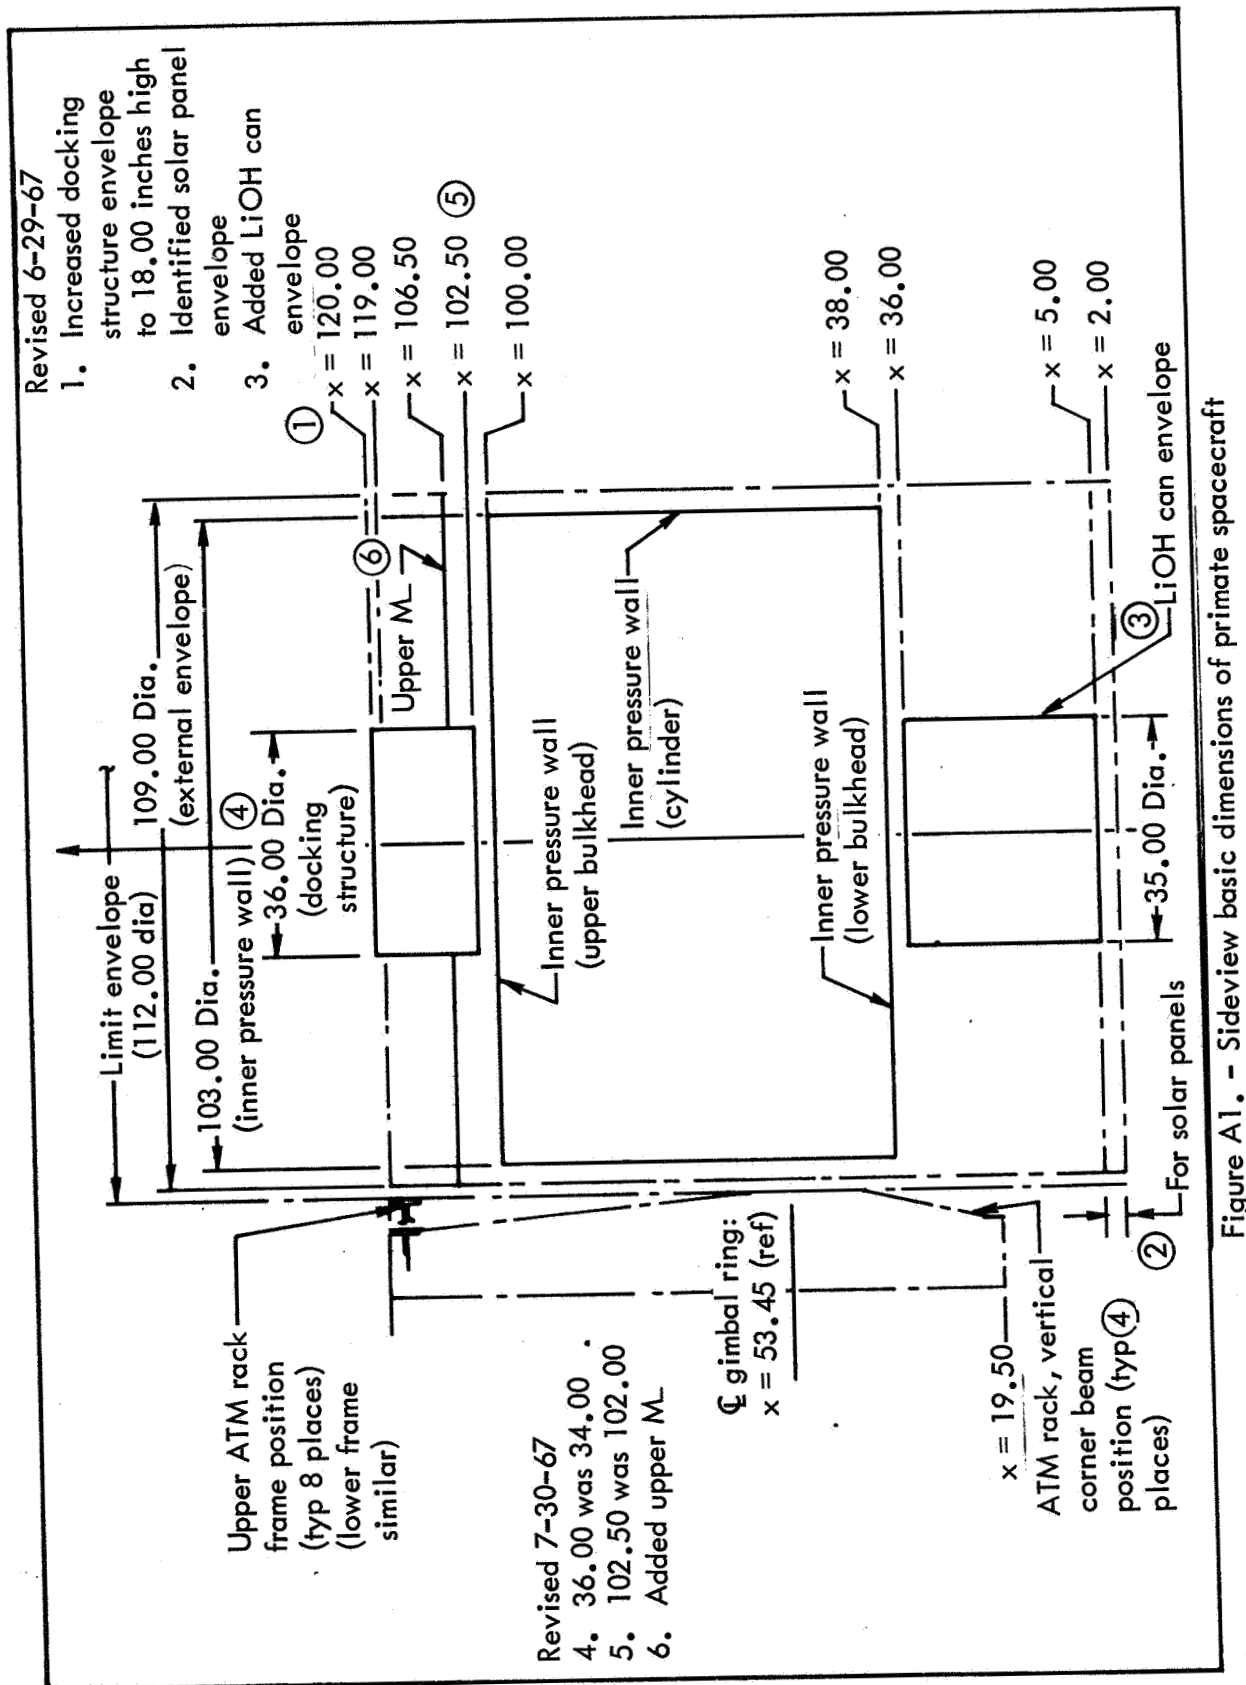 Revised 6-29-67
1. Increased docking
structure envelope
to 18.00 inches high
2. Identified solar panel
envelope
3. Added LiOH can
envelope
Limit envelope
(112.00 dia)
109.00 Dia.
(external envelope)
103.00 Dia.
(inner pressure wall)
④
36.00 Dia.
(docking
structure)
①
x = 120.00
x = 119.00
⑥
Upper ML
x = 106.50
x = 102.50 ⑤
x = 100.00
Upper ATM rack
frame position
(typ 8 places)
(lower frame
similar)
Inner pressure wall
(upper bulkhead)
Inner pressure wall
(cylinder)
Inner pressure wall
(lower bulkhead)
Revised 7-30-67
4. 36.00 was 34.00
5. 102.50 was 102.00
6. Added upper ML
℄ gimbal ring:
x = 53.45 (ref)
x = 38.00
x = 36.00
x = 19.50
ATM rack, vertical
corner beam
position (typ ④
places)
x = 5.00
x = 2.00
③
LiOH can envelope
35.00 Dia.
②
For solar panels
Figure A1. - Sideview basic dimensions of primate spacecraft